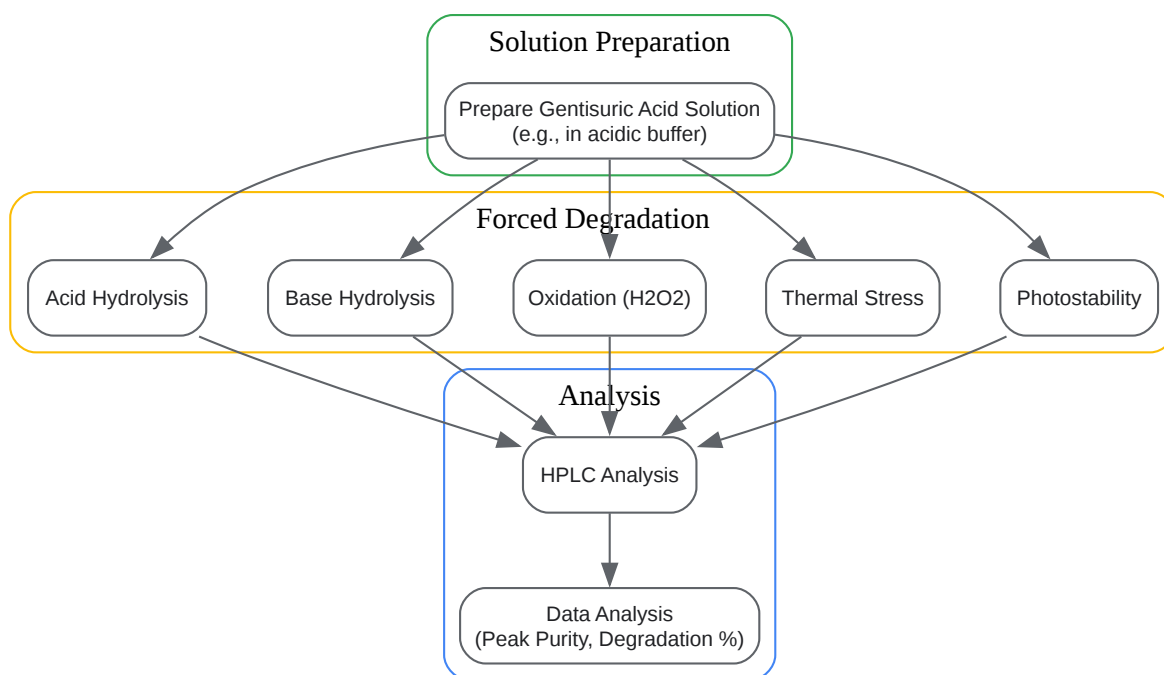 Solution Preparation
Prepare Gentisuric Acid Solution
(e.g., in acidic buffer)
Forced Degradation
Acid Hydrolysis
Base Hydrolysis
Oxidation (H2O2)
Thermal Stress
Photostability
Analysis
HPLC Analysis
Data Analysis
(Peak Purity, Degradation %)